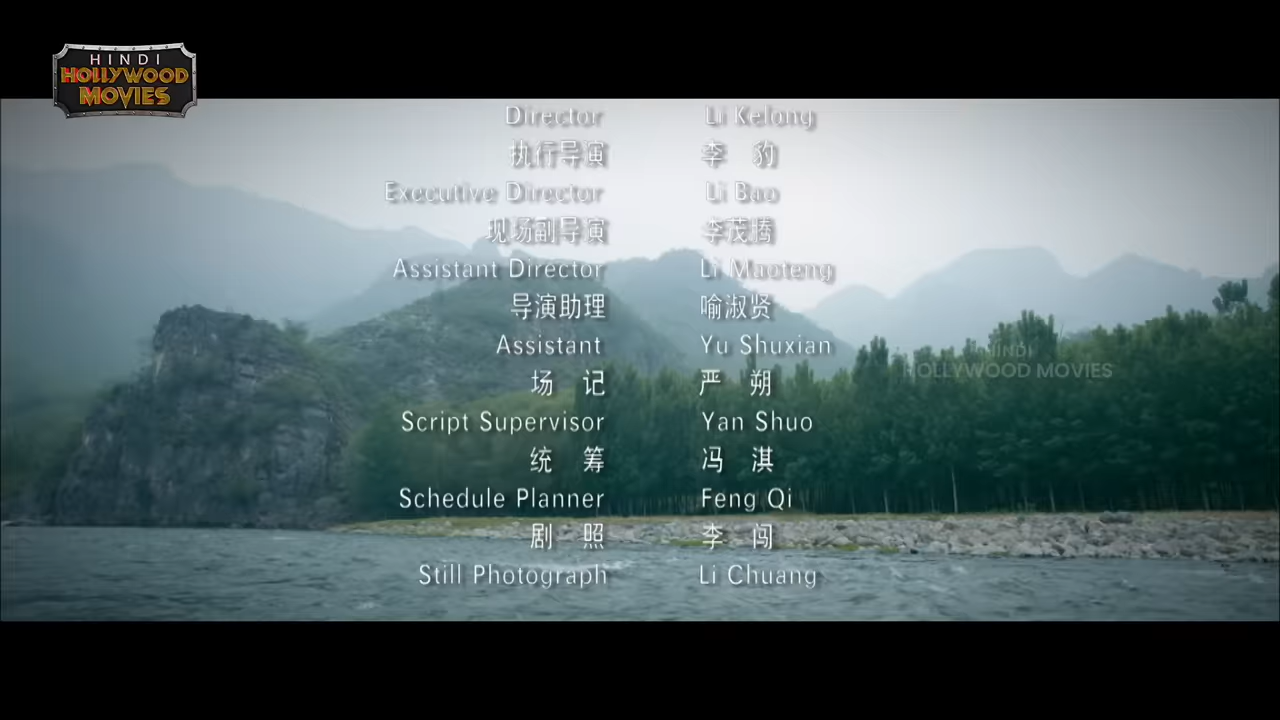 HINDI
HOLLYWOOD
MOVIES
Director Li Kelong
执行导演 李 豹
Executive Director Li Bao
现场副导演 李茂腾
Assistant Director Li Maoteng
导演助理 喻淑贤
Assistant Yu Shuxian
HINDI
HOLLYWOOD MOVIES
场 记 严 朔
Script Supervisor Yan Shuo
统 筹 冯 淇
Schedule Planner Feng Qi
剧 照 李 闯
Still Photograph Li Chuang